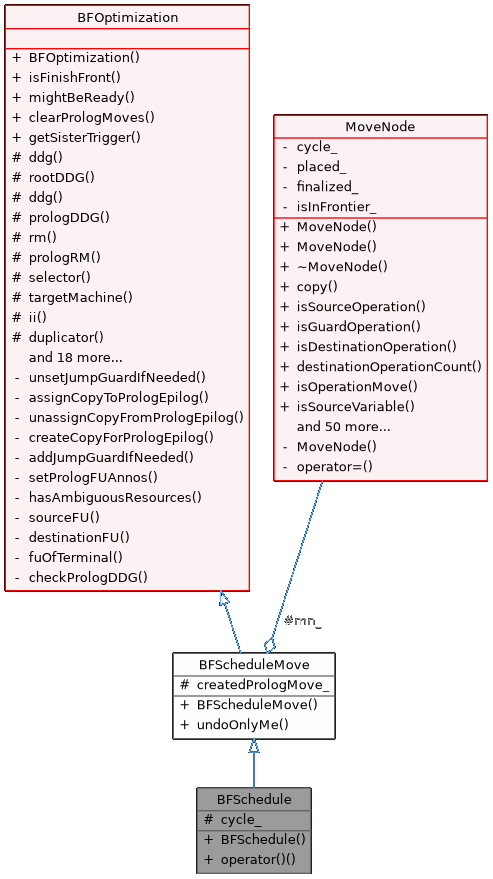 BFOptimization
+ BFOptimization()
+ isFinishFront()
+ mightBeReady()
+ clearPrologMoves()
+ getSisterTrigger()
# ddg()
# rootDDG()
# ddg()
# prologDDG()
# rm()
# prologRM()
# selector()
# targetMachine()
# ii()
# duplicator()
and 18 more...
- unsetJumpGuardIfNeeded()
- assignCopyToPrologEpilog()
- unassignCopyFromPrologEpilog()
- createCopyForPrologEpilog()
- addJumpGuardIfNeeded()
- setPrologFUAnnos()
- hasAmbiguousResources()
- sourceFU()
- destinationFU()
- fuOfTerminal()
- checkPrologDDG()
MoveNode
- cycle_
- placed_
- finalized_
- isInFrontier_
+ MoveNode()
+ MoveNode()
+ ~MoveNode()
+ copy()
+ isSourceOperation()
+ isGuardOperation()
+ isDestinationOperation()
+ destinationOperationCount()
+ isOperationMove()
+ isSourceVariable()
and 50 more...
- MoveNode()
- operator=()
#mn_
BFScheduleMove
# createdPrologMove_
+ BFScheduleMove()
+ undoOnlyMe()
BFSchedule
# cycle_
+ BFSchedule()
+ operator()()